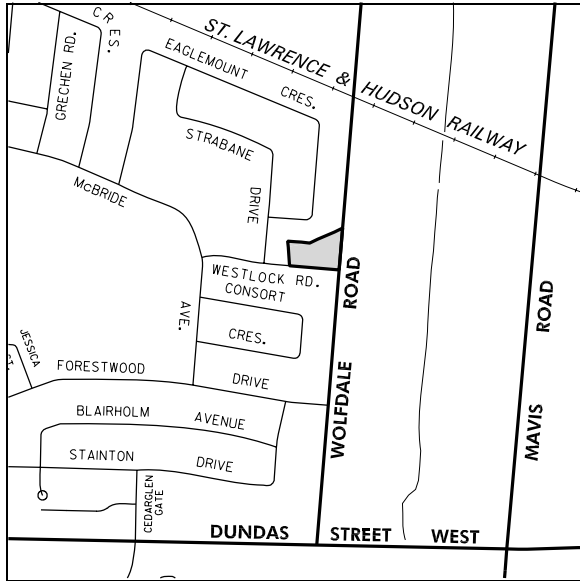 CRES.
ST. LAWRENCE & HUDSON RAILWAY
GRECHEN RD.
EAGLEMOUNT CRES.
STRABANE DRIVE
McBRIDE AVE.
WESTLOCK RD.
CONSORT CRES.
WOLFDALE ROAD
MAVIS ROAD
JESSICA CT.
FORESTWOOD DRIVE
BLAIRHOLM AVENUE
STAINTON DRIVE
CEDARGLEN GATE
DUNDAS STREET WEST